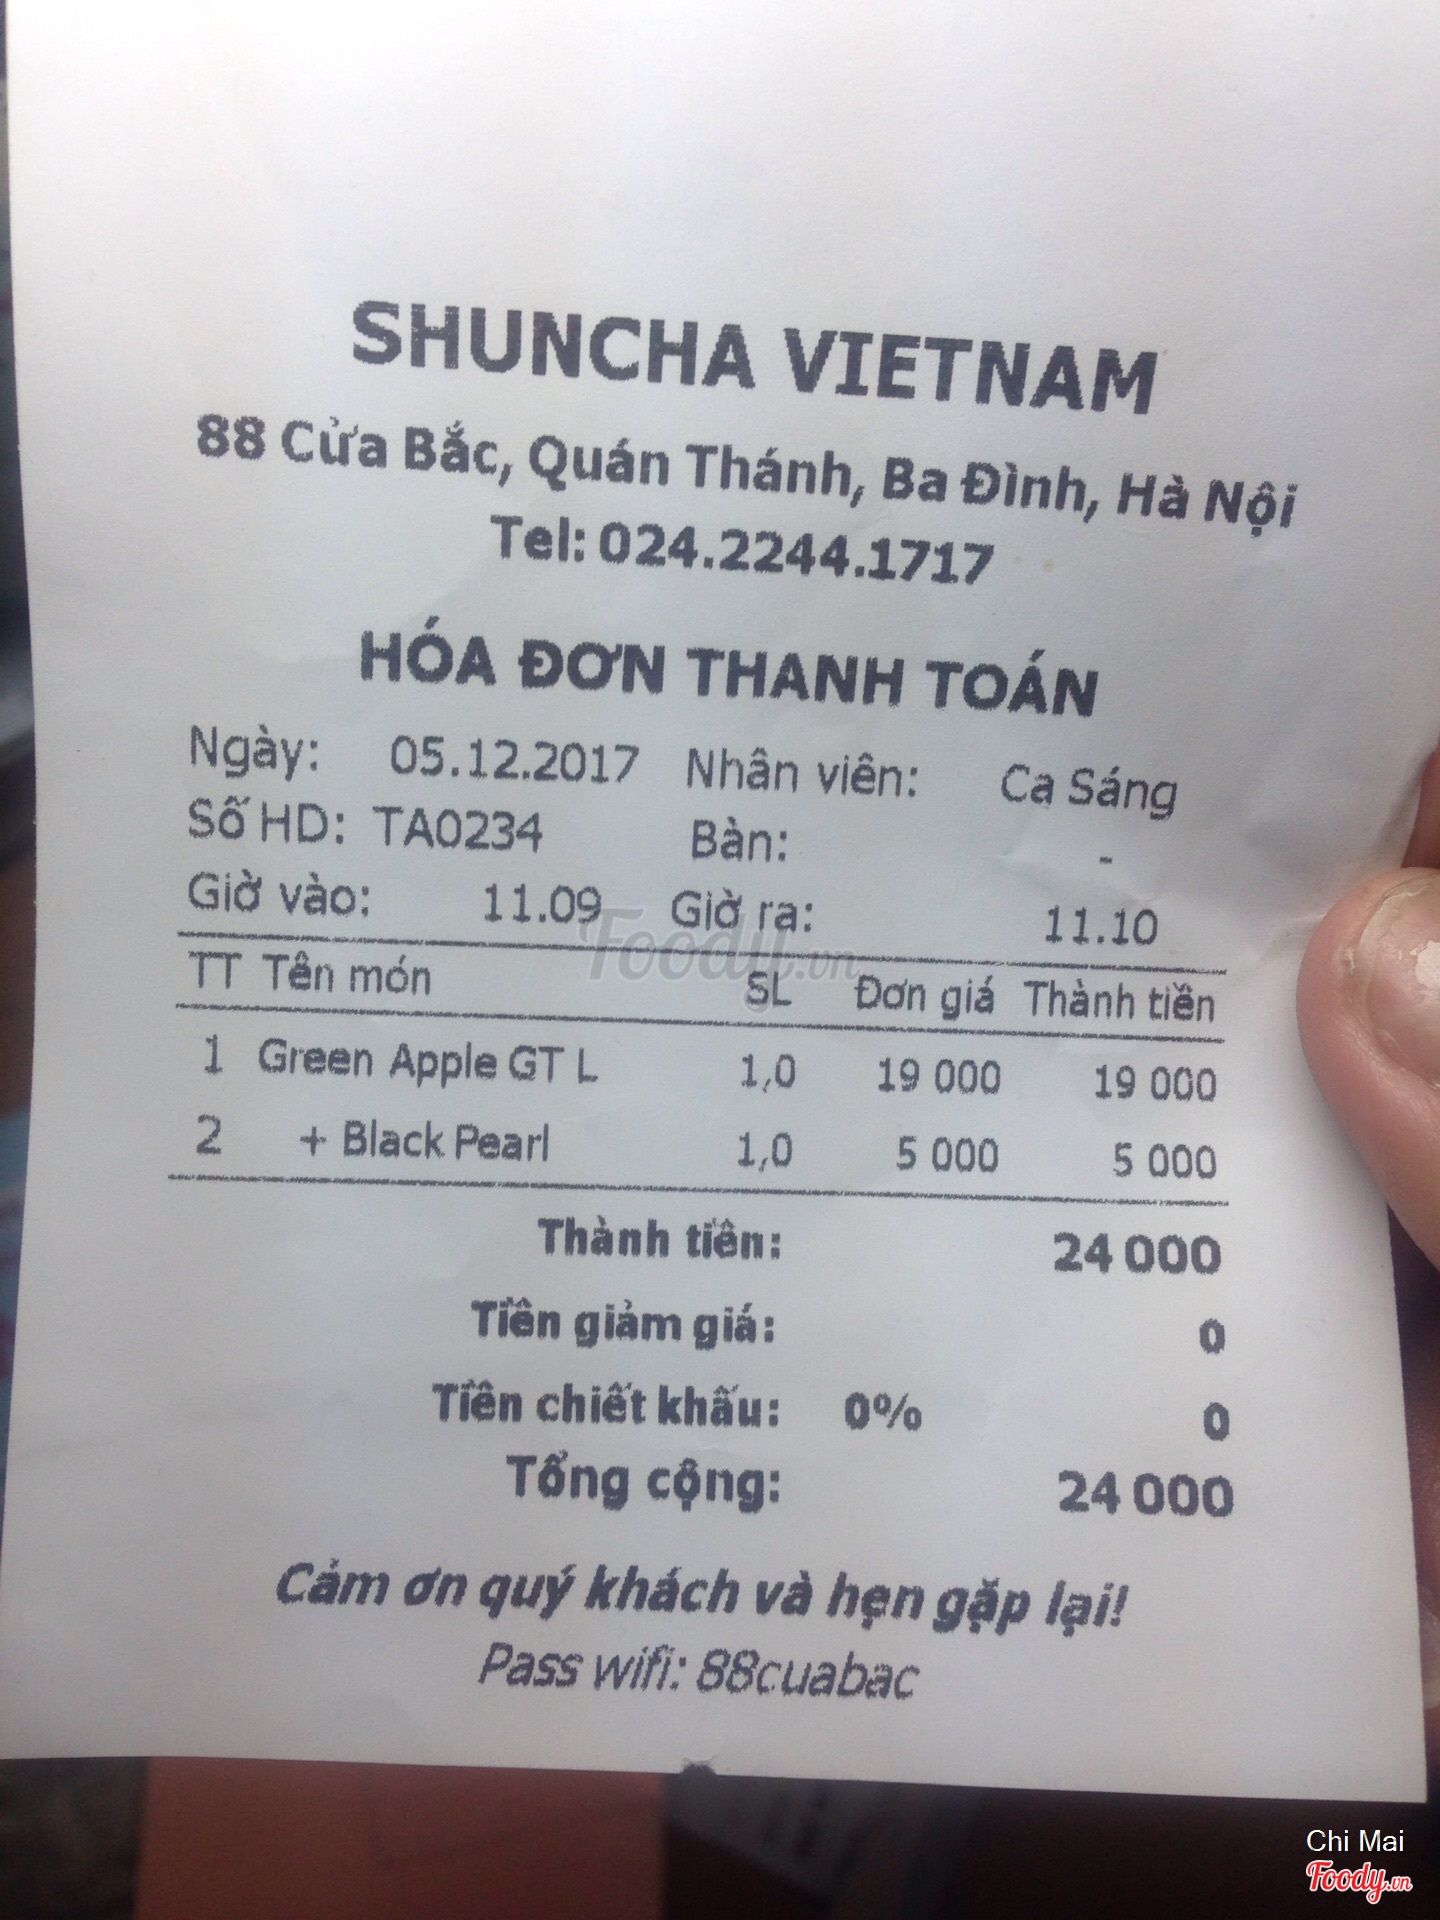 SHUNCHA VIETNAM
88 Cửa Bắc, Quán Thánh, Ba Đình, Hà Nội
Tel: 024.2244.1717
HÓA ĐƠN THANH TOÁN
Ngày: 05.12.2017 Nhân viên: Ca Sáng
Số HD: TA0234 Bàn: -
Giờ vào: 11.09 Giờ ra: 11.10
TT Tên món SL Đơn giá Thành tiền
1 Green Apple GT L 1,0 19 000 19 000
2 + Black Pearl 1,0 5 000 5 000
Thành tiền: 24 000
Tiền giảm giá: 0
Tiền chiết khấu: 0% 0
Tổng cộng: 24 000
Cảm ơn quý khách và hẹn gặp lại!
Pass wifi: 88cuabac
Foody.vn
Chi Mai
Foody.vn